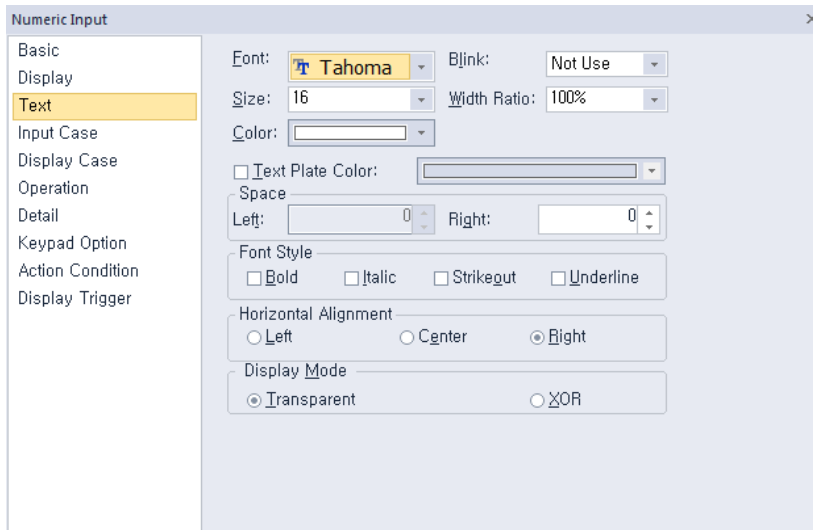 Numeric Input
Basic
Display
Text
Input Case
Display Case
Operation
Detail
Keypad Option
Action Condition
Display Trigger
Font: Tahoma Blink: Not Use
Size: 16 Width Ratio: 100%
Color:
Text Plate Color:
Space
Left: 0 Right: 0
Font Style
Bold Italic Strikeout Underline
Horizontal Alignment
Left Center Right
Display Mode
Transparent XOR